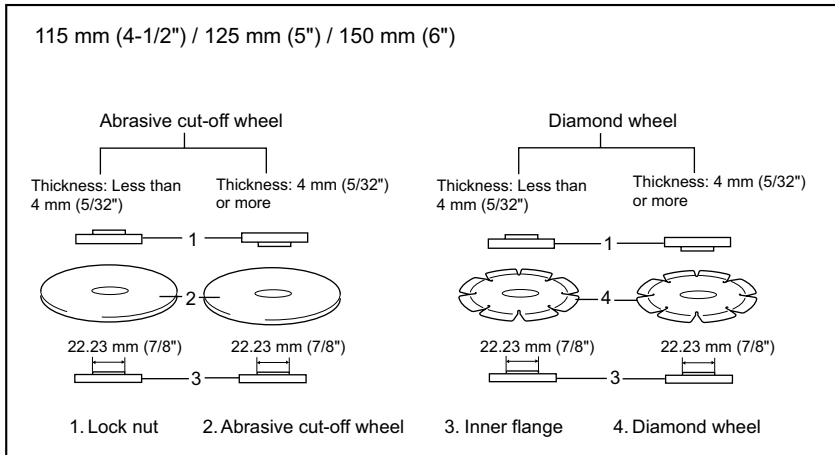 115 mm (4-1/2") / 125 mm (5") / 150 mm (6")
Abrasive cut-off wheel
Diamond wheel
Thickness: Less than
4 mm (5/32")
Thickness: 4 mm (5/32")
or more
Thickness: Less than
4 mm (5/32")
Thickness: 4 mm (5/32")
or more
1
1
2
4
22.23 mm (7/8")
22.23 mm (7/8")
22.23 mm (7/8")
22.23 mm (7/8")
3
3
1. Lock nut
2. Abrasive cut-off wheel
3. Inner flange
4. Diamond wheel